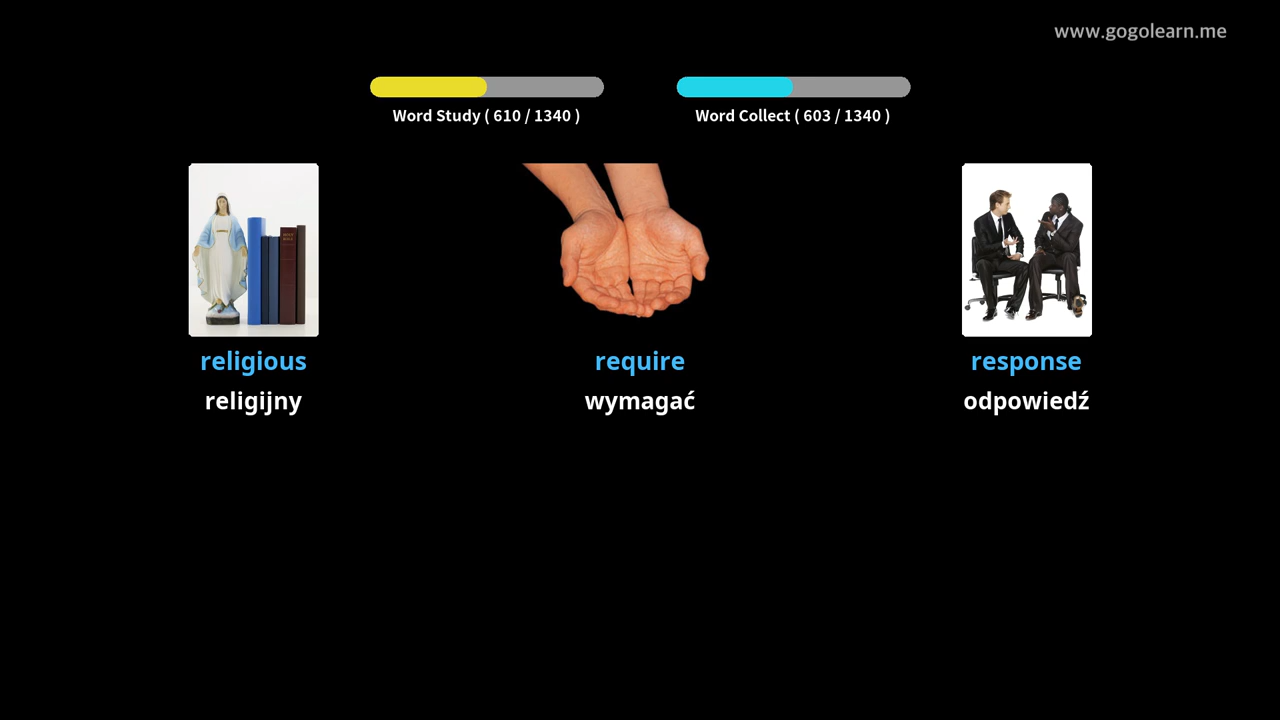 www.gogolearn.me
Word Study ( 610 / 1340 )
Word Collect ( 603 / 1340 )
religious
require
response
religijny
wymagać
odpowiedź